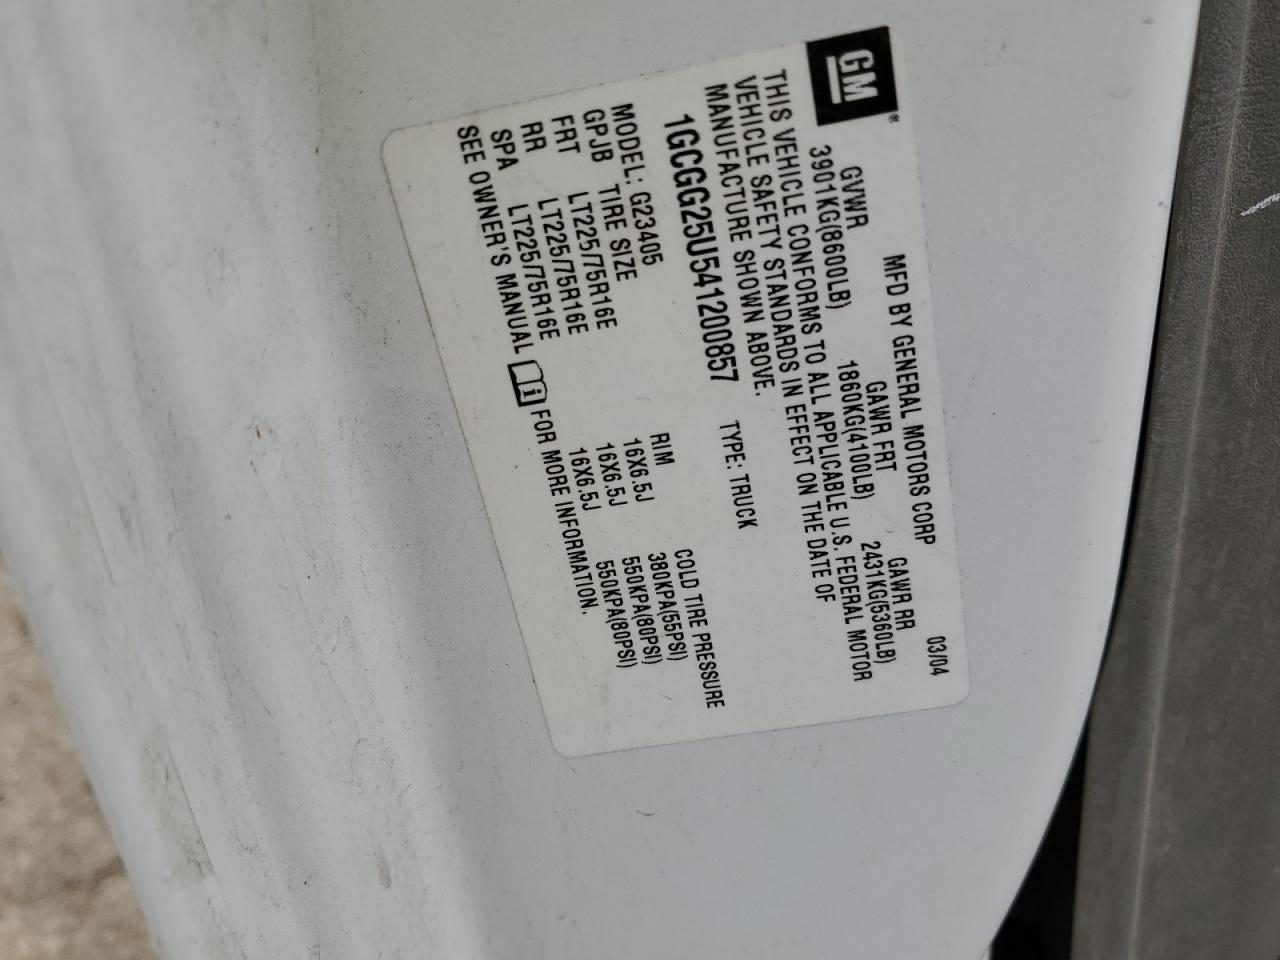 GM®
MFD BY GENERAL MOTORS CORP 03/04
GVWR GAWR FRT GAWR RR
3901KG(8600LB) 1860KG(4100LB) 2431KG(5360LB)
THIS VEHICLE CONFORMS TO ALL APPLICABLE U.S. FEDERAL MOTOR
VEHICLE SAFETY STANDARDS IN EFFECT ON THE DATE OF
MANUFACTURE SHOWN ABOVE.
1GCGG25U541200857 TYPE: TRUCK
MODEL: G23405
GPJB TIRE SIZE RIM COLD TIRE PRESSURE
FRT LT225/75R16E 16X6.5J 380KPA(55PSI)
RR LT225/75R16E 16X6.5J 550KPA(80PSI)
SPA LT225/75R16E 16X6.5J 550KPA(80PSI)
SEE OWNER'S MANUAL i FOR MORE INFORMATION.